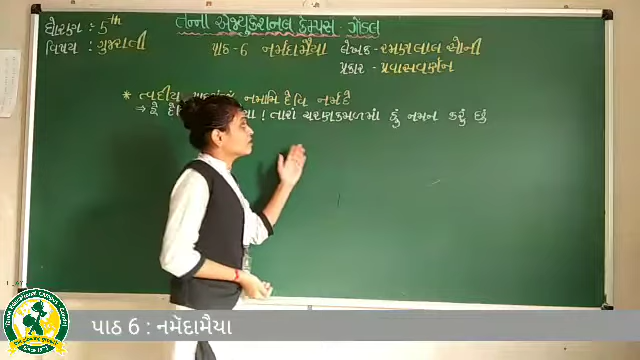 તન્ના એજ્યુકેશનલ કેમ્પસ - ગોંડલ
ધોરણ : 5th
વિષય : ગુજરાતી
પાઠ-6 નર્મદામૈયા
લેખક - રમણલાલ સોની
પ્રકાર - પ્રવાસવર્ણન
* ત્વદીય નમામિ દેવિ નર્મદે
→ હે ! તારાં ચરણકમળમાં હું નમન કરું છું
પાઠ 6 : નર્મદામૈયા